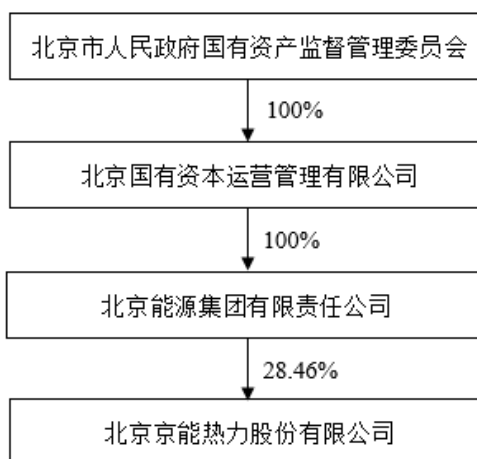 北京市人民政府国有资产监督管理委员会
100%
北京国有资本运营管理有限公司
100%
北京能源集团有限责任公司
28.46%
北京京能热力股份有限公司